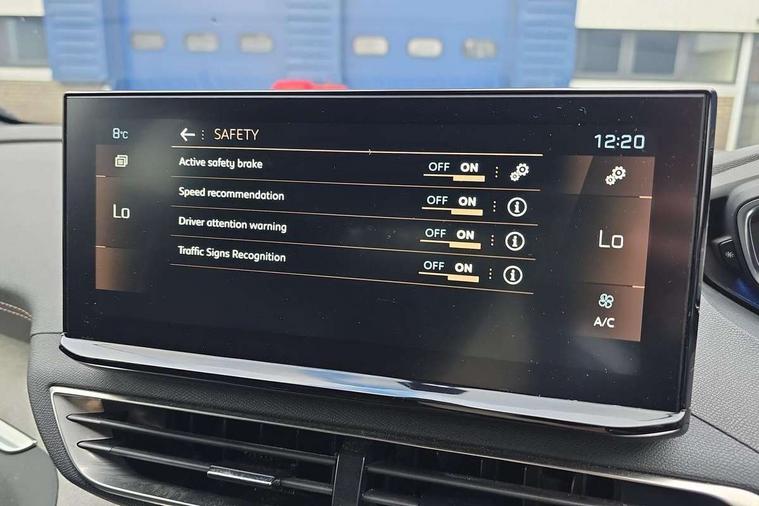 8°C
SAFETY
12:20
Active safety brake OFF ON
Speed recommendation OFF ON
Driver attention warning OFF ON
Traffic Signs Recognition OFF ON
Lo
Lo
A/C